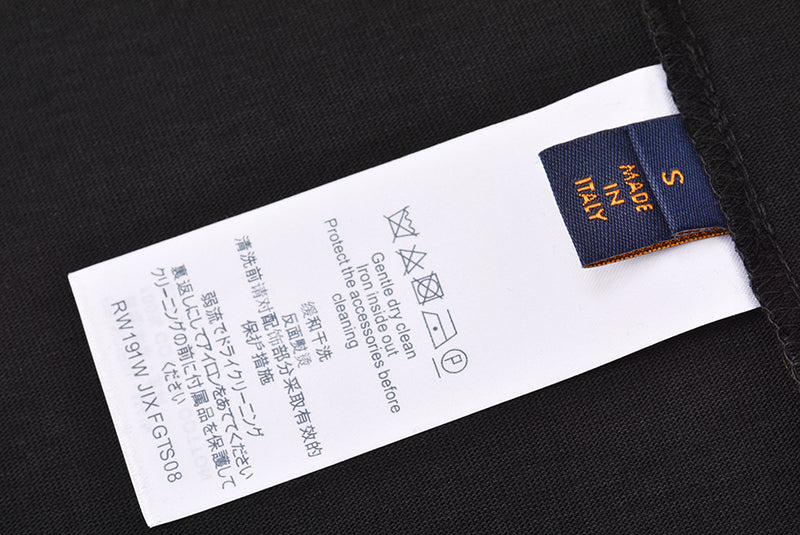 S
MADE
IN
ITALY
Gentle dry clean
Iron inside out
Protect the accessories before
cleaning
缓和干洗
反面熨烫
清洗前请对配饰部分采取有效的
保护措施
弱流でドライクリーニング
裏返しにしてアイロンをあててください
クリーニングの前に付属品を保護して
ください
RW191W JIX FGTS08